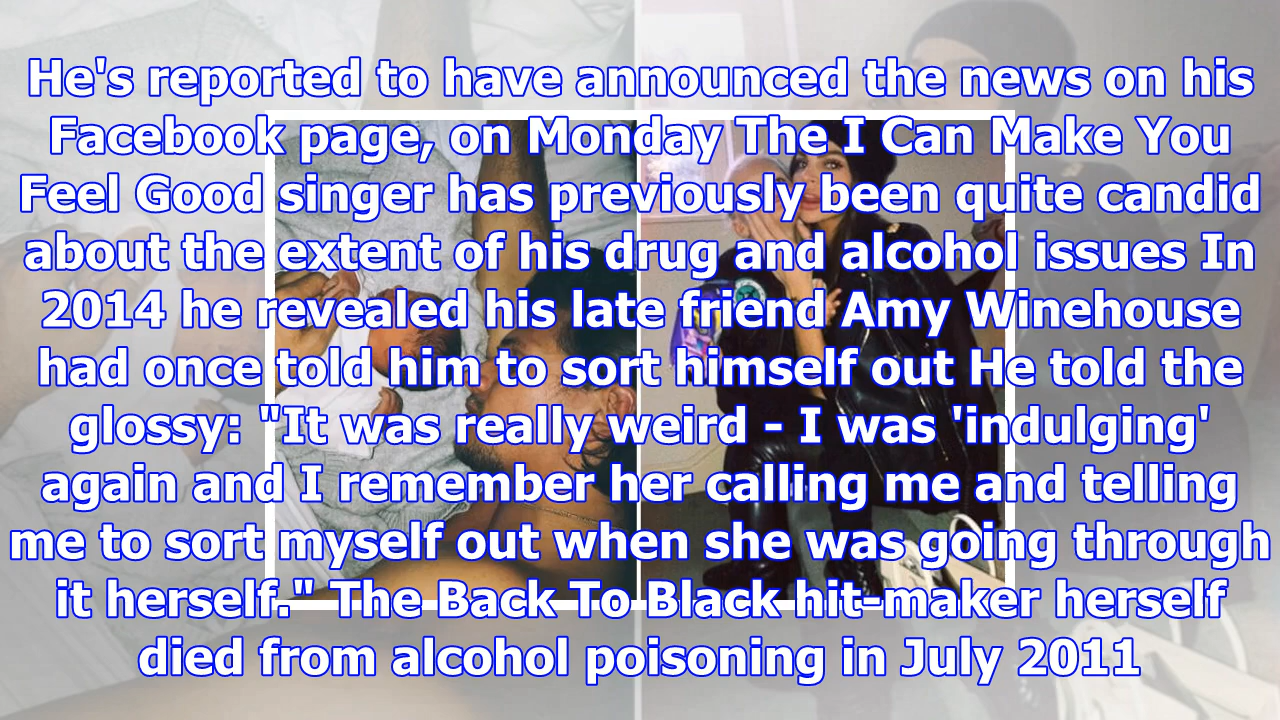 He's reported to have announced the news on his
Facebook page, on Monday The I Can Make You
Feel Good singer has previously been quite candid
about the extent of his drug and alcohol issues In
2014 he revealed his late friend Amy Winehouse
had once told him to sort himself out He told the
glossy: "It was really weird - I was 'indulging'
again and I remember her calling me and telling
me to sort myself out when she was going through
it herself." The Back To Black hit-maker herself
died from alcohol poisoning in July 2011